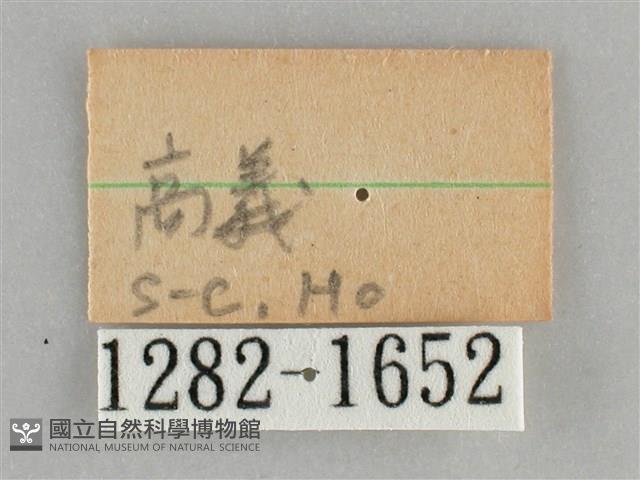 高義
S-C. Ho
1282-1652
國立自然科學博物館
NATIONAL MUSEUM OF NATURAL SCIENCE